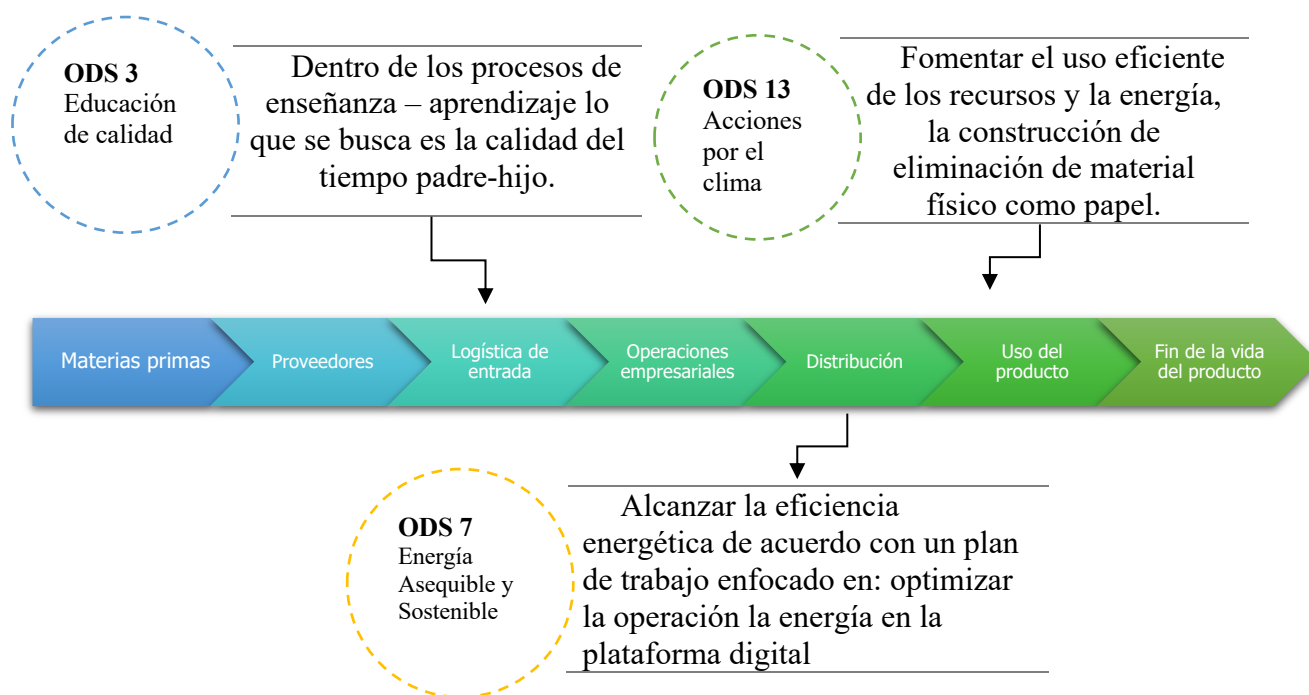 ODS 3
Educación
de calidad
Dentro de los procesos de
enseñanza – aprendizaje lo
que se busca es la calidad del
tiempo padre-hijo.
ODS 13
Acciones
por el
clima
Fomentar el uso eficiente
de los recursos y la energía,
la construcción de
eliminación de material
físico como papel.
Materias primas
Proveedores
Logística de
entrada
Operaciones
empresariales
Distribución
Uso del
producto
Fin de la vida
del producto
ODS 7
Energía
Asequible y
Sostenible
Alcanzar la eficiencia
energética de acuerdo con un plan
de trabajo enfocado en: optimizar
la operación la energía en la
plataforma digital